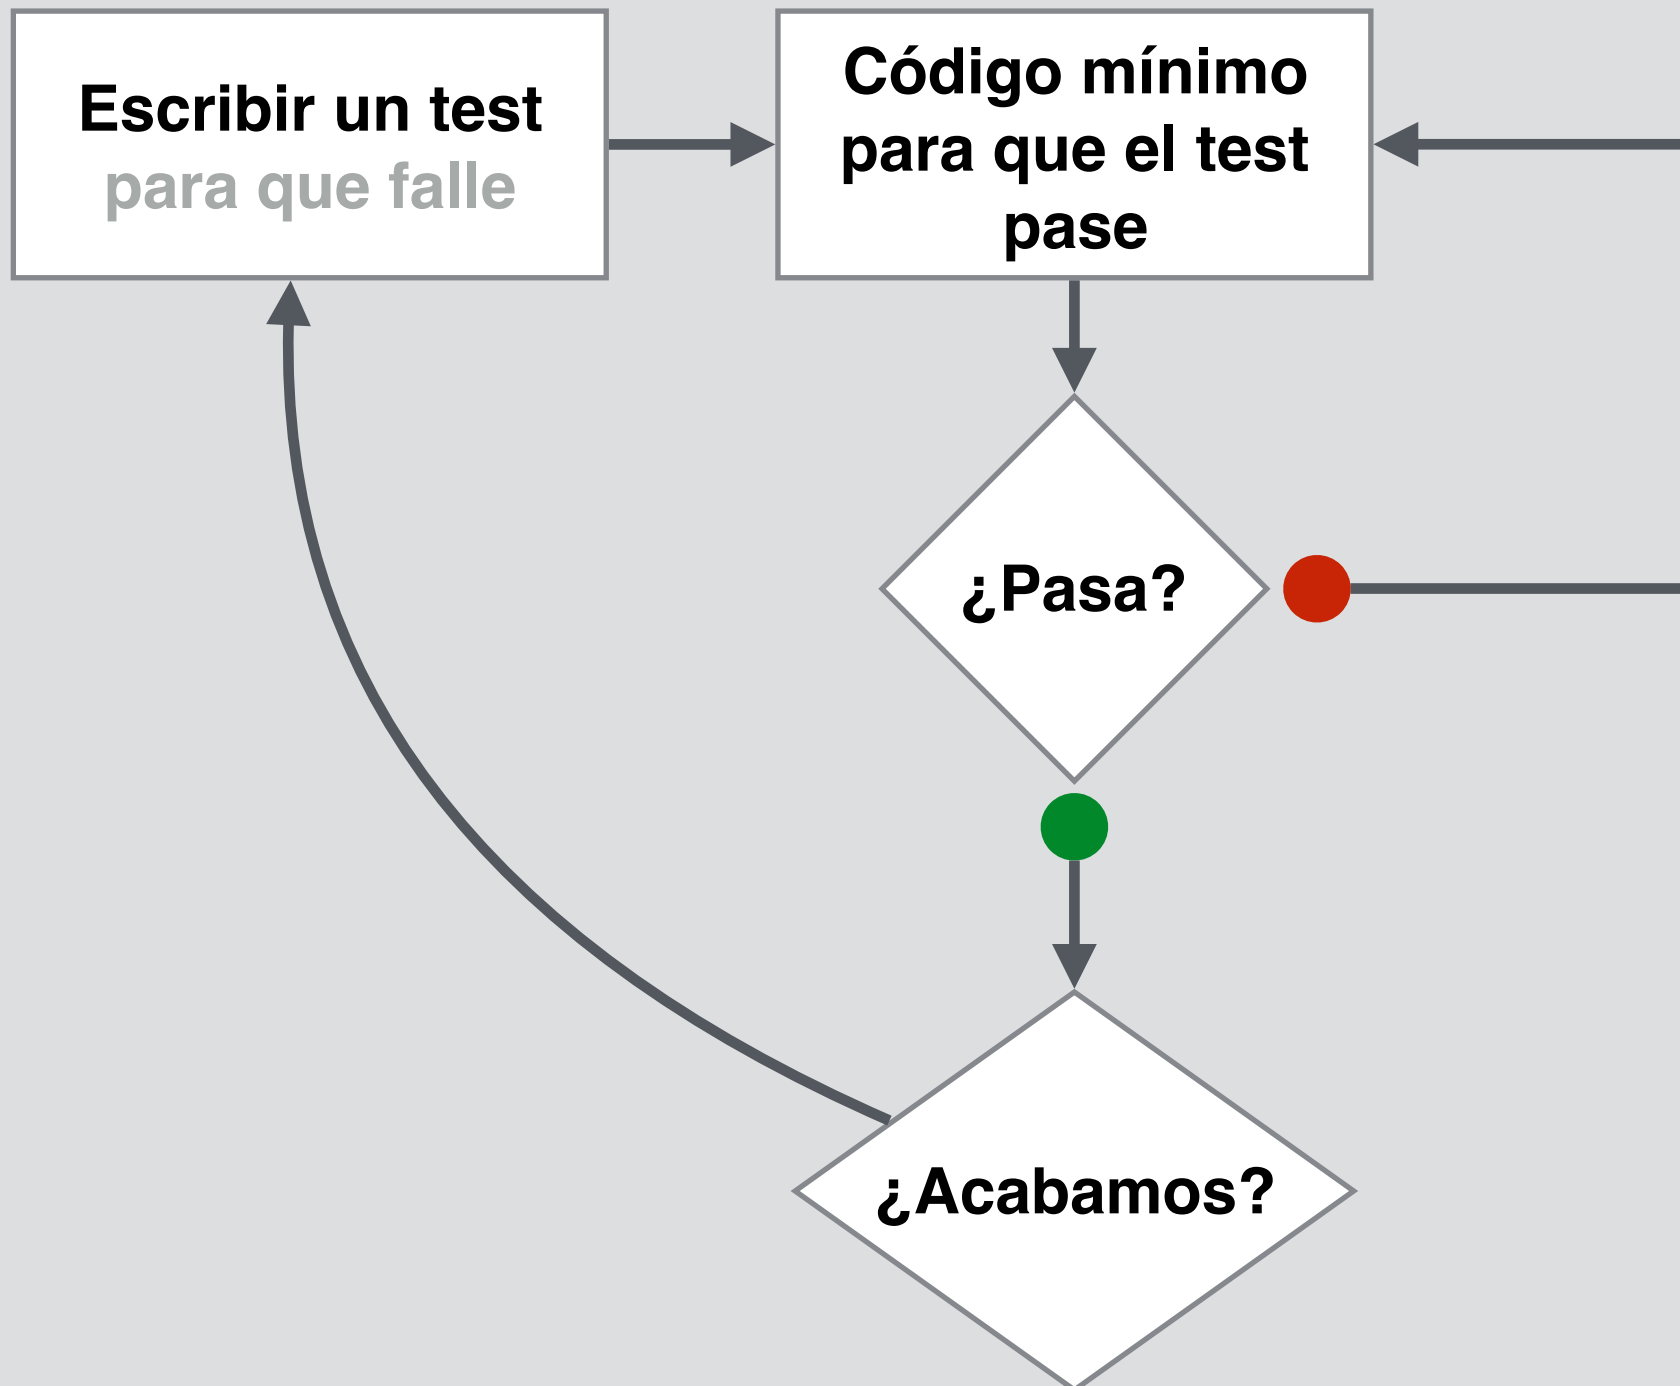 Escribir un test
para que falle
Código mínimo
para que el test
pase
¿Pasa?
¿Acabamos?